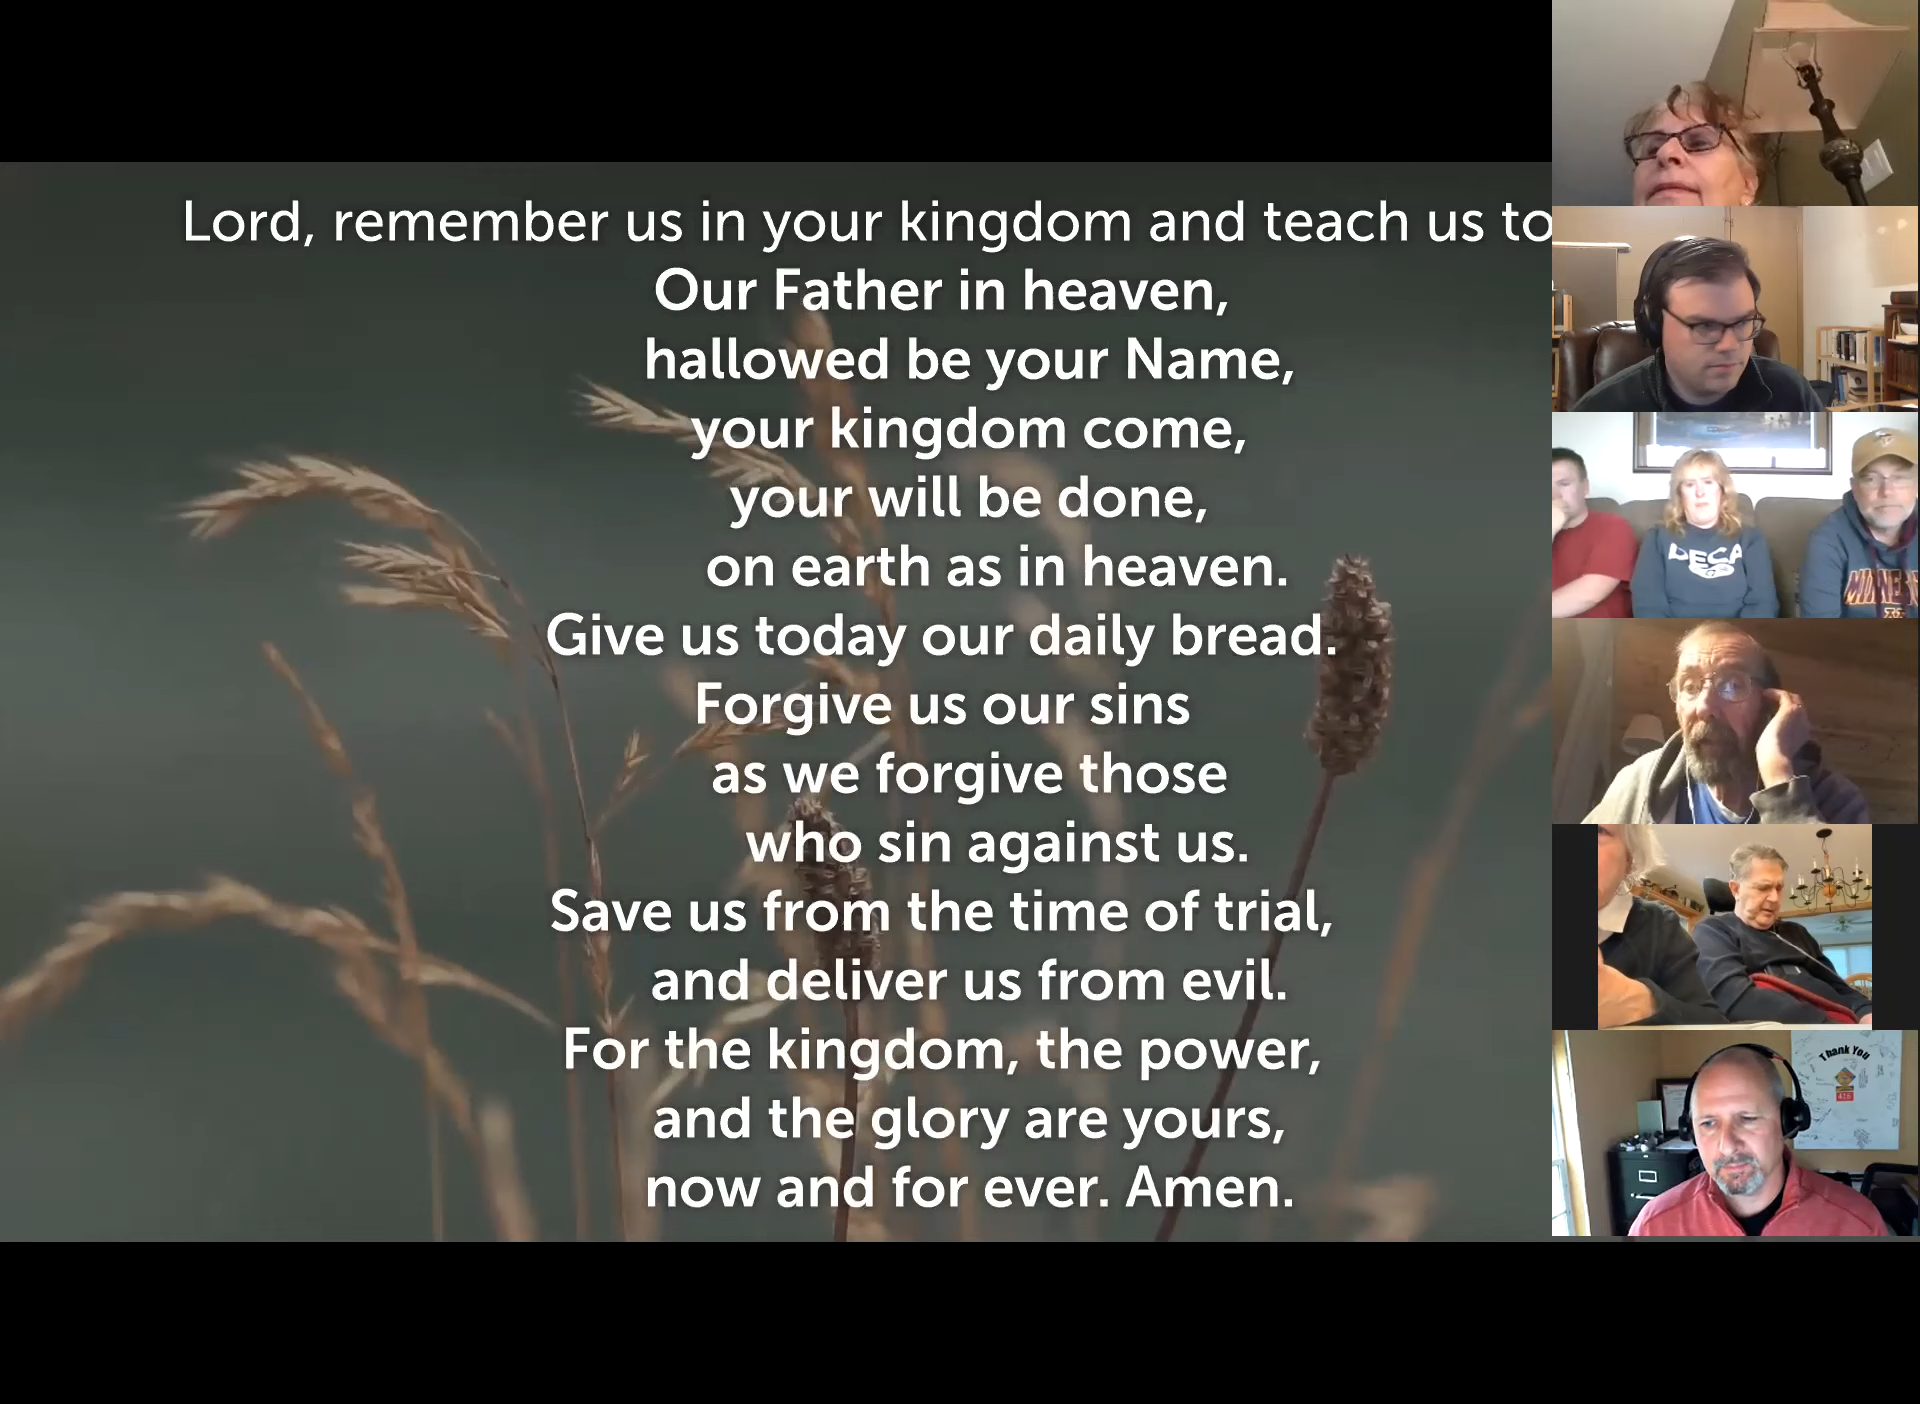 Lord, remember us in your kingdom and teach us to
Our Father in heaven,
hallowed be your Name,
your kingdom come,
your will be done,
on earth as in heaven.
Give us today our daily bread.
Forgive us our sins
as we forgive those
who sin against us.
Save us from the time of trial,
and deliver us from evil.
For the kingdom, the power,
and the glory are yours,
now and for ever. Amen.
DECA
Thank You